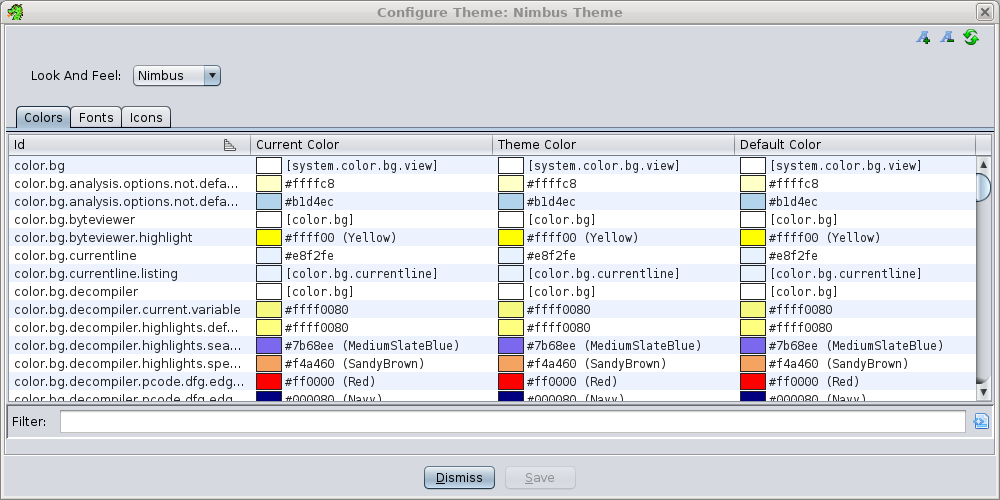 Configure Theme: Nimbus Theme
Look And Feel: Nimbus
Colors Fonts Icons
Id Current Color Theme Color Default Color
color.bg [system.color.bg.view] [system.color.bg.view] [system.color.bg.view]
color.bg.analysis.options.not.defa... #ffffc8 #ffffc8 #ffffc8
color.bg.analysis.options.not.defa... #b1d4ec #b1d4ec #b1d4ec
color.bg.byteviewer [color.bg] [color.bg] [color.bg]
color.bg.byteviewer.highlight #ffff00 (Yellow) #ffff00 (Yellow) #ffff00 (Yellow)
color.bg.currentline #e8f2fe #e8f2fe #e8f2fe
color.bg.currentline.listing [color.bg.currentline] [color.bg.currentline] [color.bg.currentline]
color.bg.decompiler [color.bg] [color.bg] [color.bg]
color.bg.decompiler.current.variable #ffff0080 #ffff0080 #ffff0080
color.bg.decompiler.highlights.def... #ffff0080 #ffff0080 #ffff0080
color.bg.decompiler.highlights.sea... #7b68ee (MediumSlateBlue) #7b68ee (MediumSlateBlue) #7b68ee (MediumSlateBlue)
color.bg.decompiler.highlights.spe... #f4a460 (SandyBrown) #f4a460 (SandyBrown) #f4a460 (SandyBrown)
color.bg.decompiler.pcode.dfg.edg... #ff0000 (Red) #ff0000 (Red) #ff0000 (Red)
color.bg.decompiler.pcode.dfg.edg... #000080 (Navy) #000080 (Navy) #000080 (Navy)
Filter:
Dismiss Save